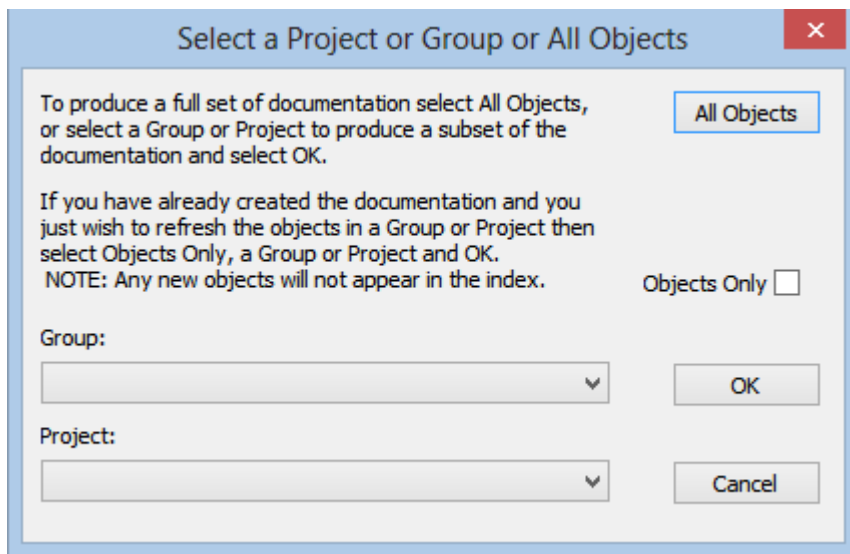 Select a Project or Group or All Objects
To produce a full set of documentation select All Objects,
or select a Group or Project to produce a subset of the
documentation and select OK.
All Objects
If you have already created the documentation and you
just wish to refresh the objects in a Group or Project then
select Objects Only, a Group or Project and OK.
NOTE: Any new objects will not appear in the index.
Objects Only
Group:
OK
Project:
Cancel